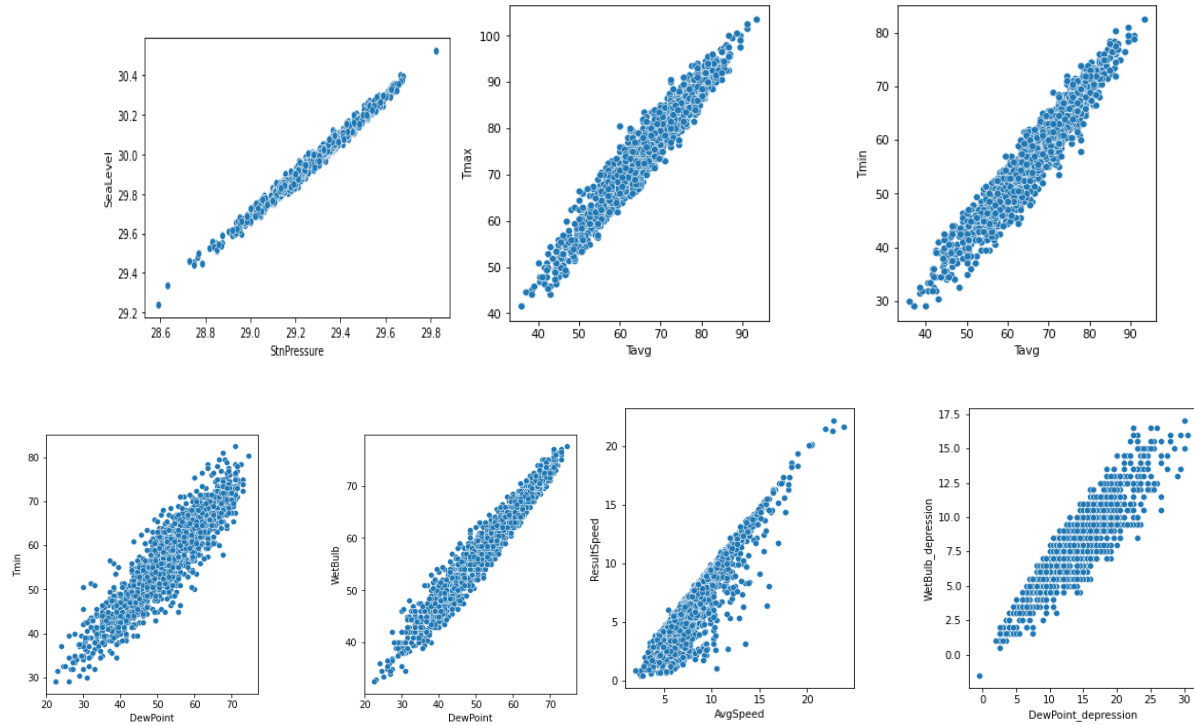 30.4
30.2
30.0
29.8
29.6
29.4
29.2
SeaLevel
28.6 28.8 29.0 29.2 29.4 29.6 29.8
StnPressure
100
90
80
70
60
50
40
Tmax
40 50 60 70 80 90
Tavg
80
70
60
50
40
30
Tmin
40 50 60 70 80 90
Tavg
80
70
60
50
40
30
Tmin
20 30 40 50 60 70
DewPoint
70
60
50
40
WetBulb
20 30 40 50 60 70
DewPoint
20
15
10
5
0
ResultSpeed
5 10 15 20
AvgSpeed
17.5
15.0
12.5
10.0
7.5
5.0
2.5
0.0
WetBulb_depression
0 5 10 15 20 25 30
DewPoint_depression